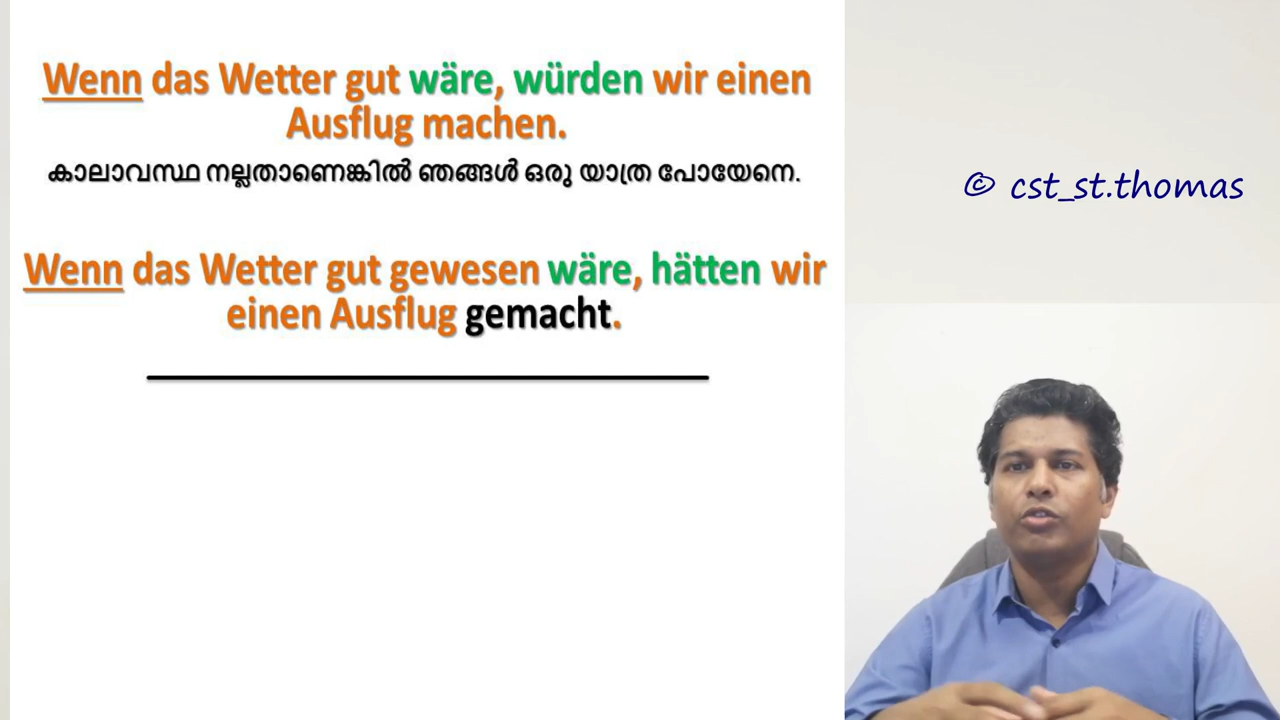 Wenn das Wetter gut wäre, würden wir einen
Ausflug machen.
കാലാവസ്ഥ നല്ലതാണെങ്കിൽ ഞങ്ങൾ ഒരു യാത്ര പോയേനെ.
Wenn das Wetter gut gewesen wäre, hätten wir
einen Ausflug gemacht.
© cst_st.thomas